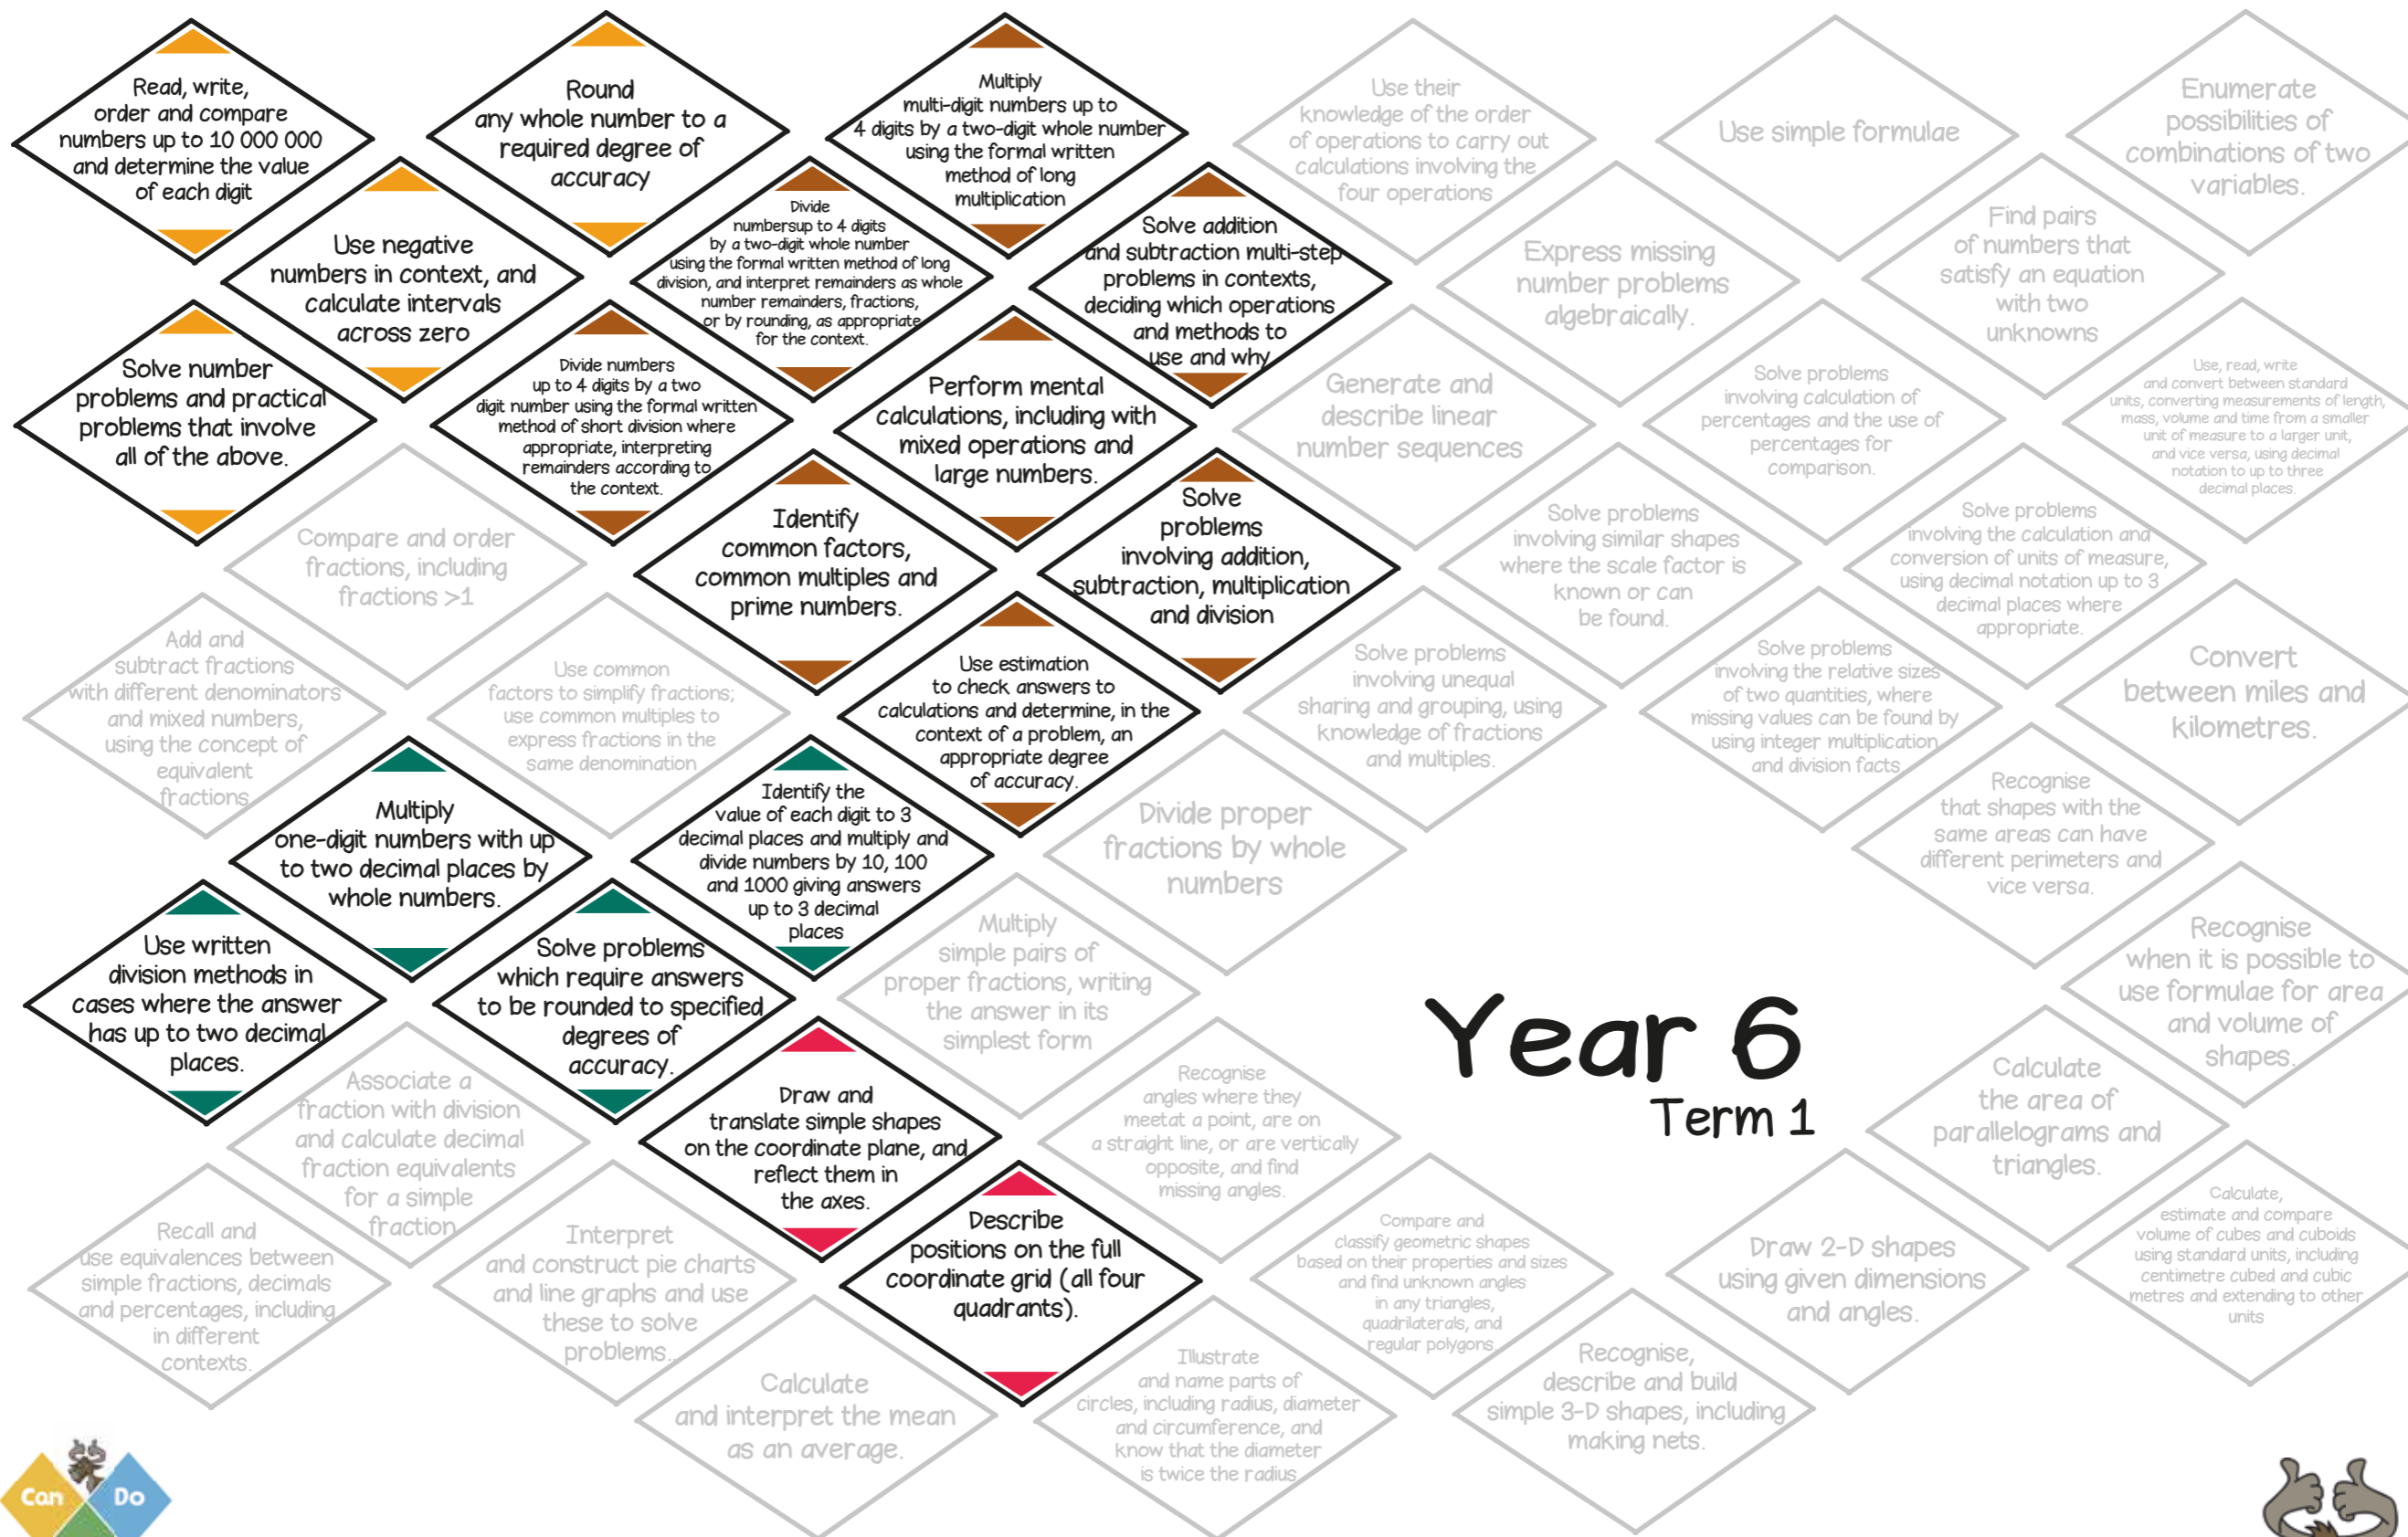 Read, write,
order and compare
numbers up to 10 000 000
and determine the value
of each digit
Round
any whole number to a
required degree of
accuracy
Multiply
multi-digit numbers up to
4 digits by a two-digit whole number
using the formal written
method of long
multiplication
Use their
knowledge of the order
of operations to carry out
calculations involving the
four operations
Use simple formulae
Enumerate
possibilities of
combinations of two
variables.
Use negative
numbers in context, and
calculate intervals
across zero
Divide
numbersup to 4 digits
by a two-digit whole number
using the formal written method of long
division, and interpret remainders as whole
number remainders, fractions,
or by rounding, as appropriate
for the context.
Solve addition
and subtraction multi-step
problems in contexts,
deciding which operations
and methods to
use and why
Express missing
number problems
algebraically.
Find pairs
of numbers that
satisfy an equation
with two
unknowns
Solve number
problems and practical
problems that involve
all of the above.
Divide numbers
up to 4 digits by a two
digit number using the formal written
method of short division where
appropriate, interpreting
remainders according to
the context.
Perform mental
calculations, including with
mixed operations and
large numbers.
Generate and
describe linear
number sequences
Solve problems
involving calculation of
percentages and the use of
percentages for
comparison.
Use, read, write
and convert between standard
units, converting measurements of length,
mass, volume and time from a smaller
unit of measure to a larger unit,
and vice versa, using decimal
notation to up to three
decimal places.
Compare and order
fractions, including
fractions >1
Identify
common factors,
common multiples and
prime numbers.
Solve
problems
involving addition,
subtraction, multiplication
and division
Solve problems
involving similar shapes
where the scale factor is
known or can
be found.
Solve problems
involving the calculation and
conversion of units of measure,
using decimal notation up to 3
decimal places where
appropriate.
Add and
subtract fractions
with different denominators
and mixed numbers,
using the concept of
equivalent
fractions
Use common
factors to simplify fractions;
use common multiples to
express fractions in the
same denomination
Use estimation
to check answers to
calculations and determine, in the
context of a problem, an
appropriate degree
of accuracy.
Solve problems
involving unequal
sharing and grouping, using
knowledge of fractions
and multiples.
Solve problems
involving the relative sizes
of two quantities, where
missing values can be found by
using integer multiplication
and division facts
Convert
between miles and
kilometres.
Multiply
one-digit numbers with up
to two decimal places by
whole numbers.
Identify the
value of each digit to 3
decimal places and multiply and
divide numbers by 10, 100
and 1000 giving answers
up to 3 decimal
places
Divide proper
fractions by whole
numbers
Recognise
that shapes with the
same areas can have
different perimeters and
vice versa.
Use written
division methods in
cases where the answer
has up to two decimal
places.
Solve problems
which require answers
to be rounded to specified
degrees of
accuracy.
Multiply
simple pairs of
proper fractions, writing
the answer in its
simplest form
Recognise
when it is possible to
use formulae for area
and volume of
shapes.
Year 6
Term 1
Associate a
fraction with division
and calculate decimal
fraction equivalents
for a simple
fraction
Draw and
translate simple shapes
on the coordinate plane, and
reflect them in
the axes.
Recognise
angles where they
meetat a point, are on
a straight line, or are vertically
opposite, and find
missing angles.
Calculate
the area of
parallelograms and
triangles.
Recall and
use equivalences between
simple fractions, decimals
and percentages, including
in different
contexts.
Interpret
and construct pie charts
and line graphs and use
these to solve
problems.
Describe
positions on the full
coordinate grid (all four
quadrants).
Compare and
classify geometric shapes
based on their properties and sizes
and find unknown angles
in any triangles,
quadrilaterals, and
regular polygons
Draw 2-D shapes
using given dimensions
and angles.
Calculate,
estimate and compare
volume of cubes and cuboids
using standard units, including
centimetre cubed and cubic
metres and extending to other
units
Calculate
and interpret the mean
as an average.
Illustrate
and name parts of
circles, including radius, diameter
and circumference, and
know that the diameter
is twice the radius
Recognise,
describe and build
simple 3-D shapes, including
making nets.
Can Do